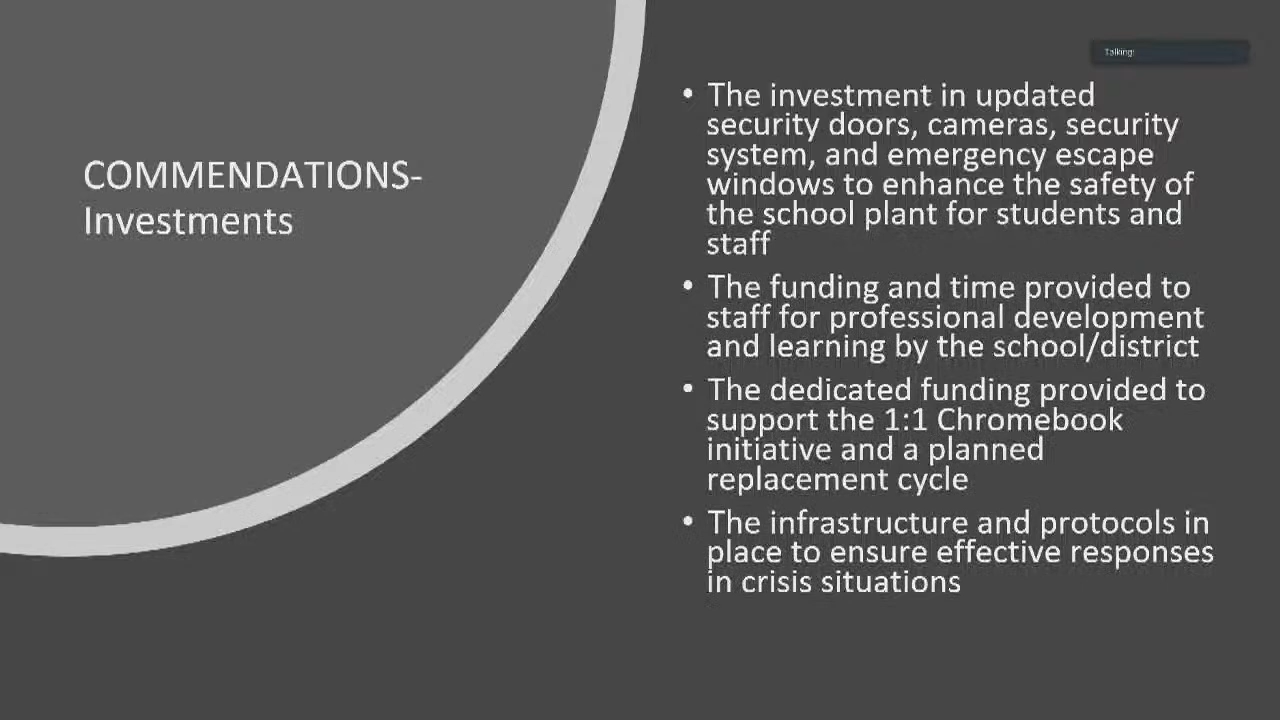 Talking:
COMMENDATIONS-
Investments
• The investment in updated
security doors, cameras, security
system, and emergency escape
windows to enhance the safety of
the school plant for students and
staff
• The funding and time provided to
staff for professional development
and learning by the school/district
• The dedicated funding provided to
support the 1:1 Chromebook
initiative and a planned
replacement cycle
• The infrastructure and protocols in
place to ensure effective responses
in crisis situations